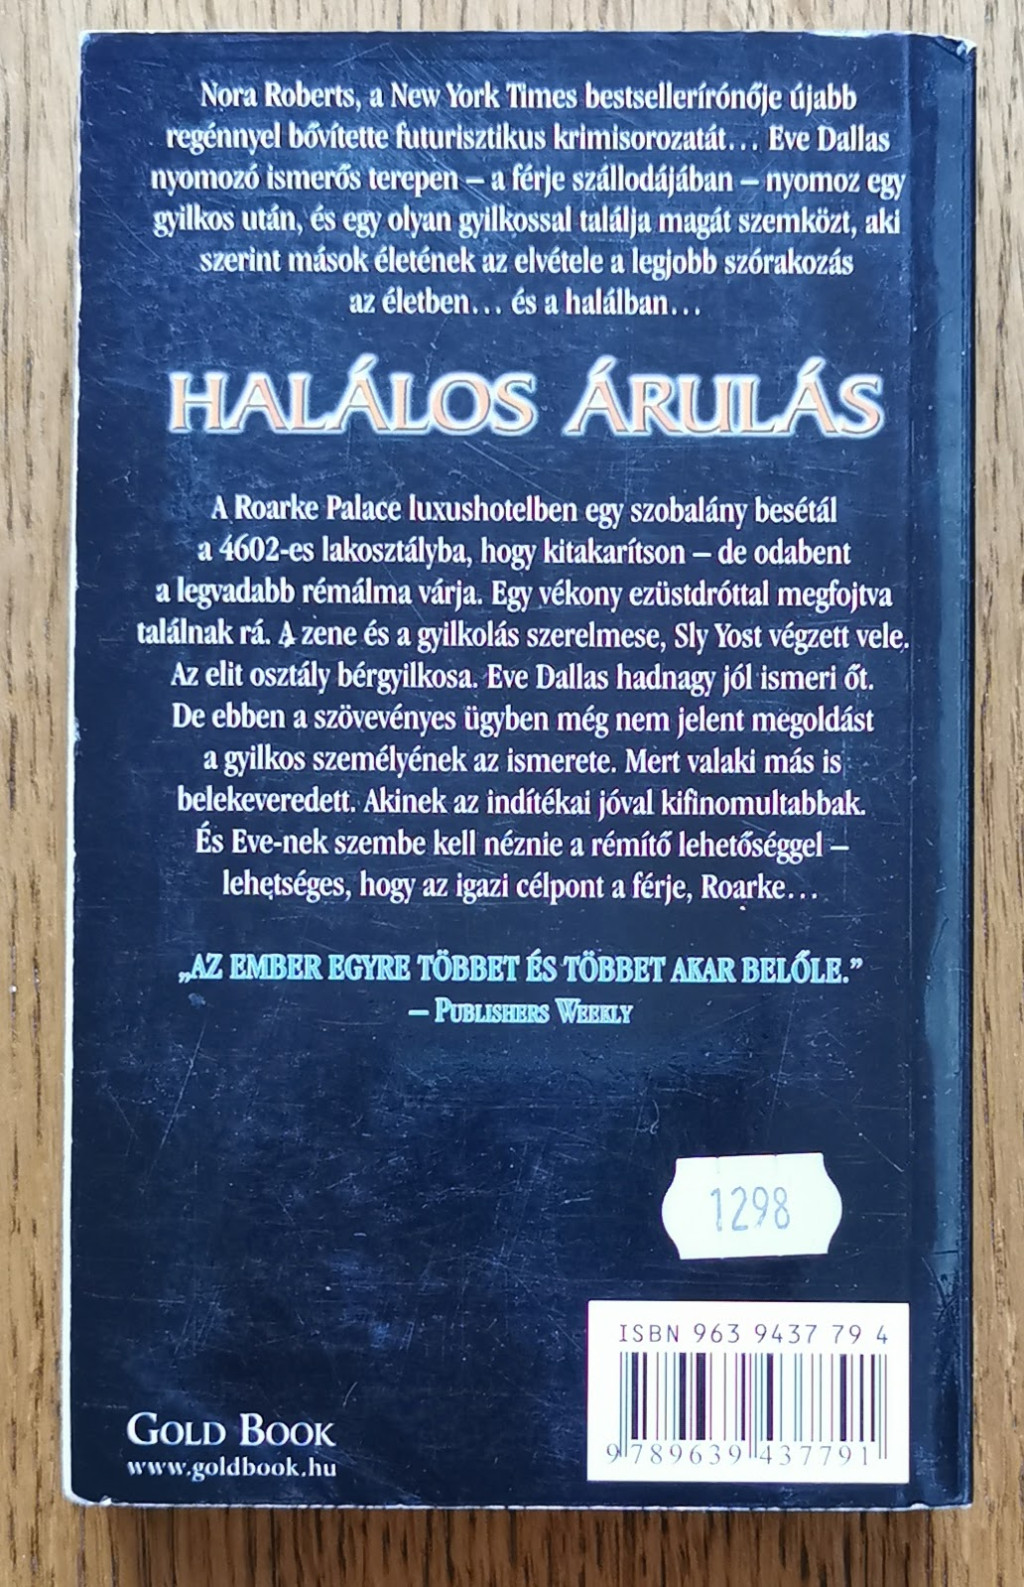 Nora Roberts, a New York Times bestsellerírónője újabb
regénnyel bővítette futurisztikus krimisorozatát... Eve Dallas
nyomozó ismerős terepen – a férje szállodájában – nyomoz egy
gyilkos után, és egy olyan gyilkossal találja magát szemközt, aki
szerint mások életének az elvétele a legjobb szórakozás
az életben... és a halálban...
HALÁLOS ÁRULÁS
A Roarke Palace luxushotelben egy szobalány besétál
a 4602-es lakosztályba, hogy kitakarítson – de odabent
a legvadabb rémálma várja. Egy vékony ezüstdróttal megfojtva
találnak rá. A zene és a gyilkolás szerelmese, Sly Yost végzett vele.
Az elit osztály bérgyilkosa. Eve Dallas hadnagy jól ismeri őt.
De ebben a szövevényes ügyben még nem jelent megoldást
a gyilkos személyének az ismerete. Mert valaki más is
belekeveredett. Akinek az indítékai jóval kifinomultabbak.
És Eve-nek szembe kell néznie a rémítő lehetőséggel –
lehetséges, hogy az igazi célpont a férje, Roarke...
„AZ EMBER EGYRE TÖBBET ÉS TÖBBET AKAR BELŐLE.”
– PUBLISHERS WEEKLY
1298
ISBN 963 9437 79 4
9 789639 437791
GOLD BOOK
www.goldbook.hu